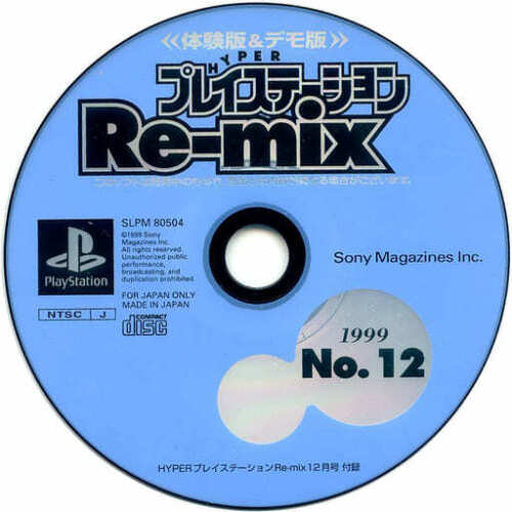 ≪体験版&デモ版≫
HYPER
プレイステーション
Re-mix
SLPM 80504
©1999 Sony
Magazines Inc.
All rights reserved.
Unauthorized public
performance,
broadcasting, and
duplication prohibited.
PlayStation
FOR JAPAN ONLY
MADE IN JAPAN
NTSC J
COMPACT
disc
Sony Magazines Inc.
1999
No. 12
HYPERプレイステーションRe-mix12月号 付録